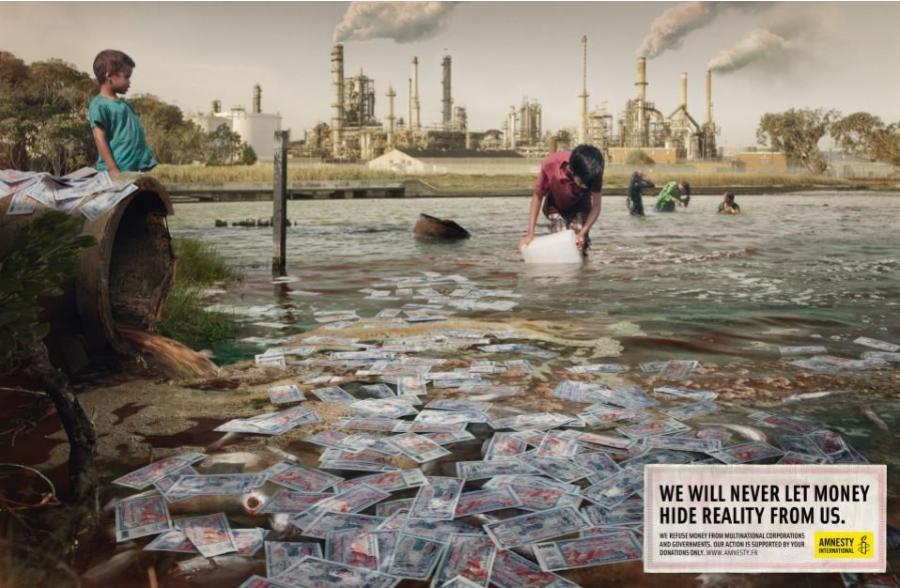 WE WILL NEVER LET MONEY
HIDE REALITY FROM US.
WE REFUSE MONEY FROM MULTINATIONAL CORPORATIONS
AND GOVERNMENTS. OUR ACTION IS SUPPORTED BY YOUR
DONATIONS ONLY. WWW.AMNESTY.FR
AMNESTY
INTERNATIONAL